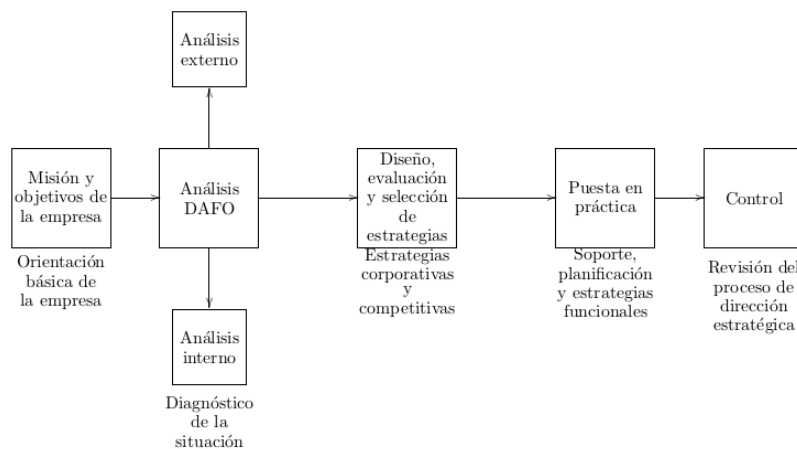 Análisis
externo
Misión y
objetivos de
la empresa
Orientación
básica de
la empresa
Análisis
DAFO
Análisis
interno
Diagnóstico
de la
situación
Diseño,
evaluación
y selección
de
estrategias
Estrategias
corporativas
y
competitivas
Puesta en
práctica
Soporte,
planificación
y estrategias
funcionales
Control
Revisión del
proceso de
dirección
estratégica